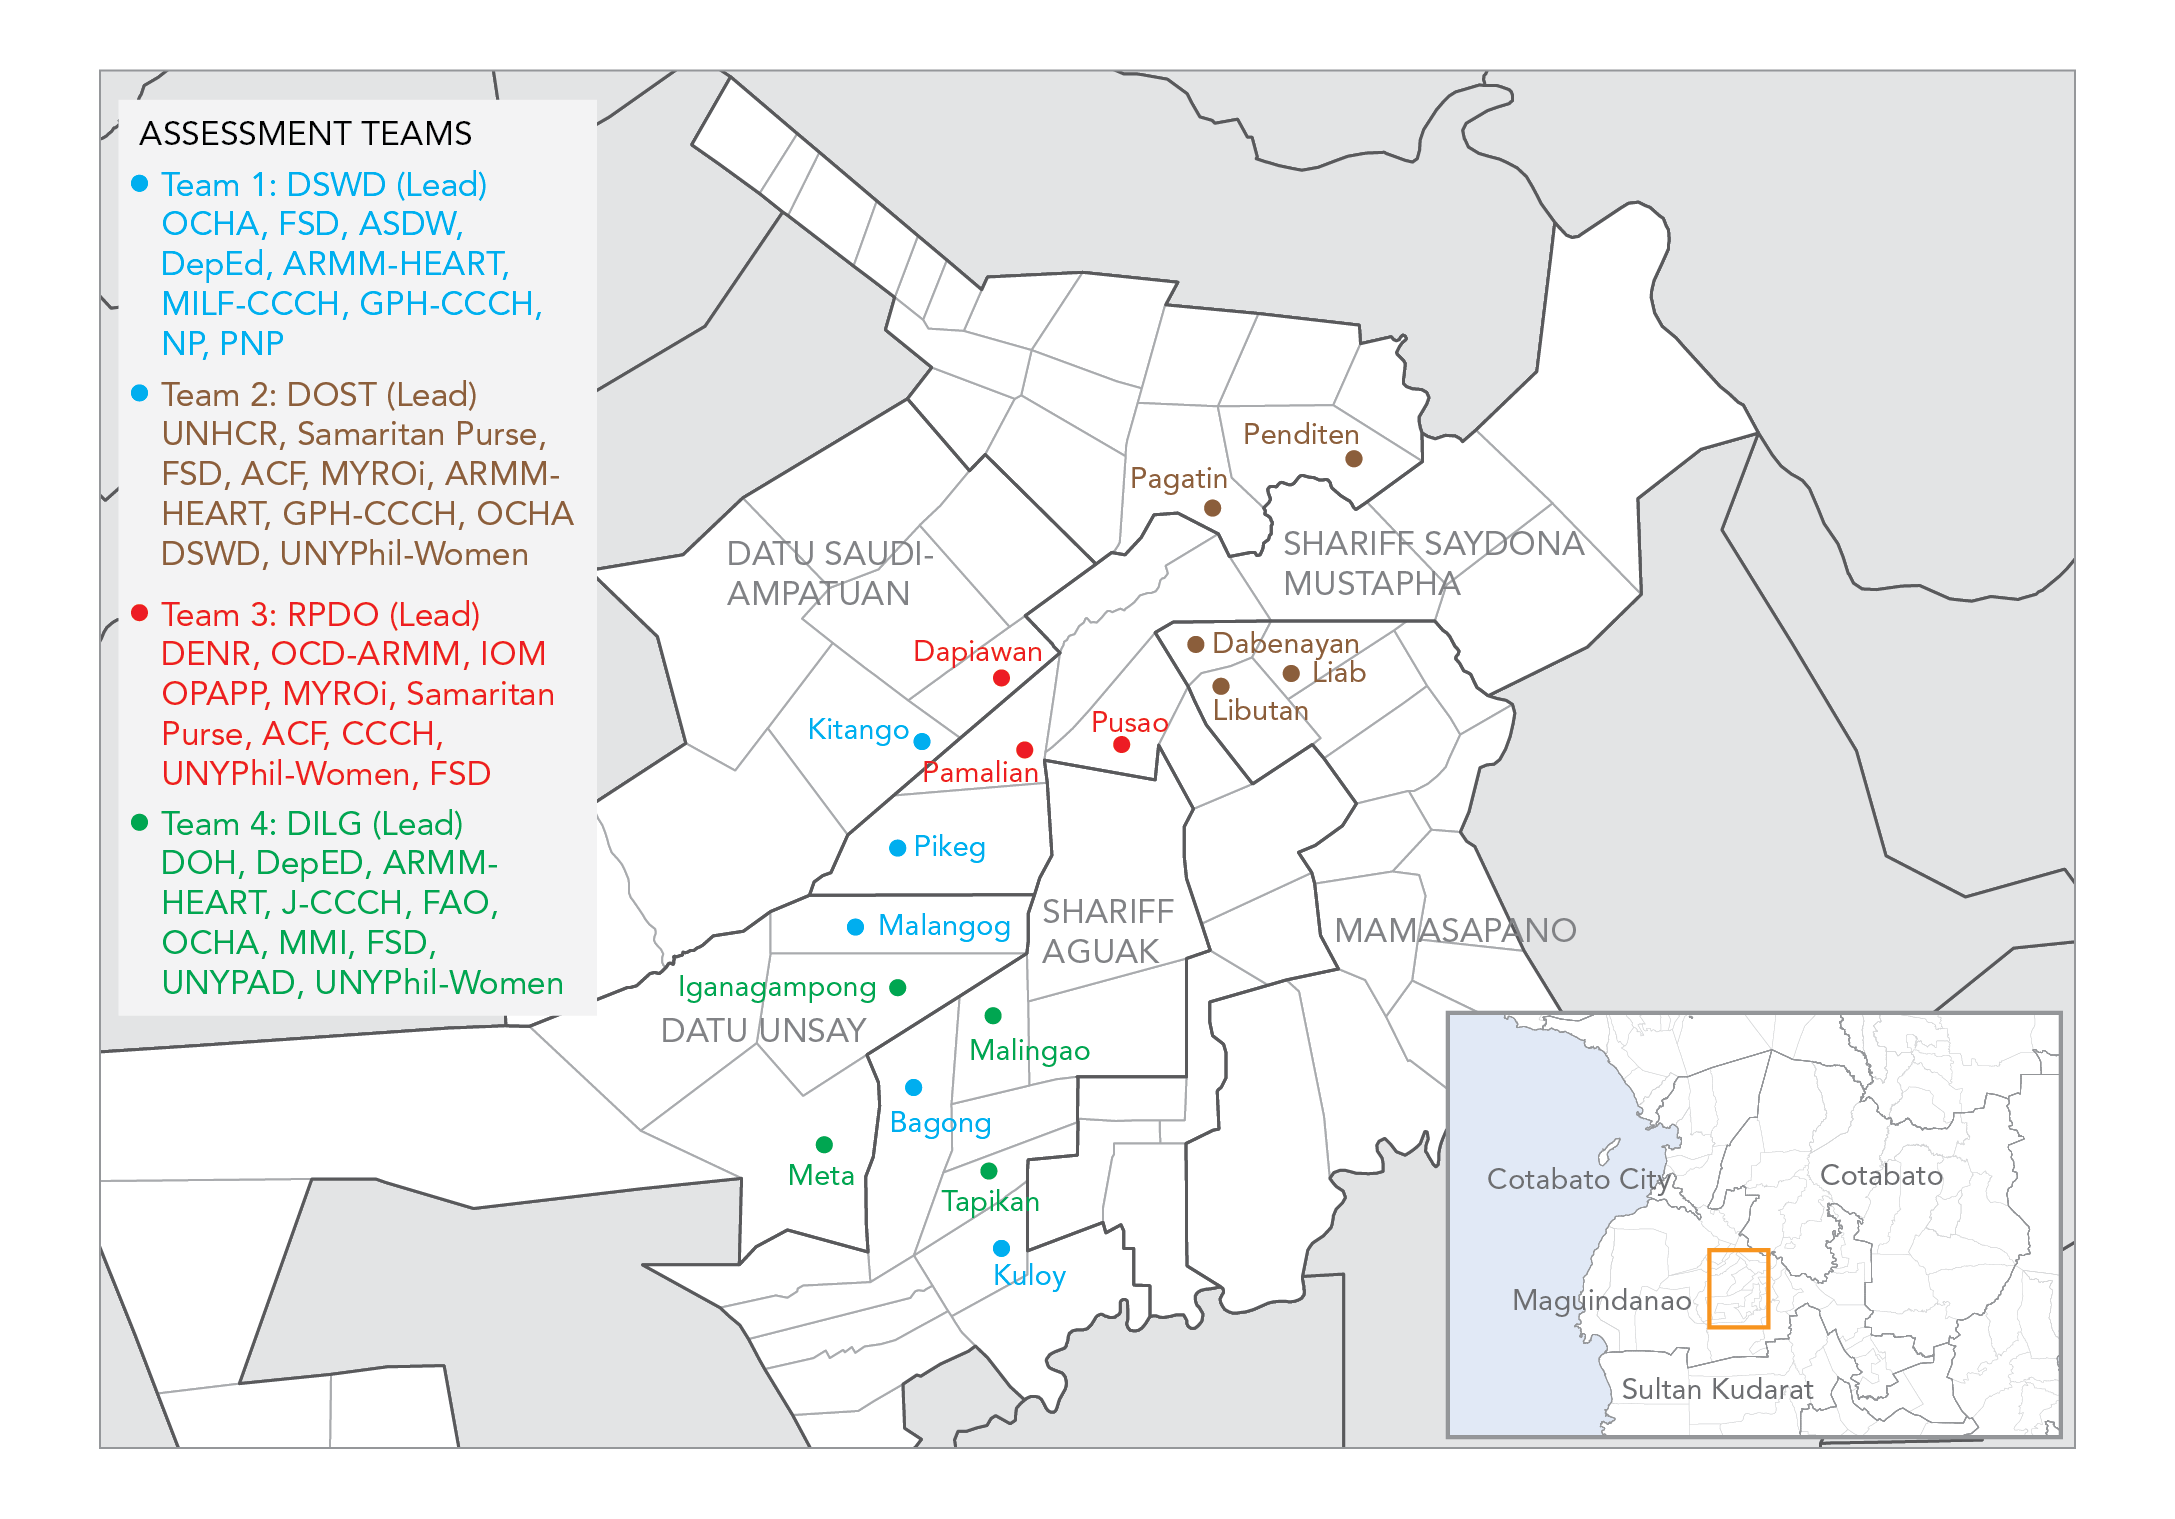 ASSESSMENT TEAMS
Team 1: DSWD (Lead)
OCHA, FSD, ASDW,
DepEd, ARMM-HEART,
MILF-CCCH, GPH-CCCH,
NP, PNP
Team 2: DOST (Lead)
UNHCR, Samaritan Purse,
FSD, ACF, MYROi, ARMM-
HEART, GPH-CCCH, OCHA
DSWD, UNYPhil-Women
Team 3: RPDO (Lead)
DENR, OCD-ARMM, IOM
OPAPP, MYROi, Samaritan
Purse, ACF, CCCH,
UNYPhil-Women, FSD
Team 4: DILG (Lead)
DOH, DepED, ARMM-
HEART, J-CCCH, FAO,
OCHA, MMI, FSD,
UNYPAD, UNYPhil-Women
Penditen
Pagatin
SHARIFF SAYDONA
MUSTAPHA
DATU SAUDI-
AMPATUAN
Dapiawan
Dabenayan
Liab
Libutan
Kitango
Pusao
Pamalian
Pikeg
SHARIFF
AGUAK
MAMASAPANO
Malangog
Iganagampong
DATU UNSAY
Malingao
Bagong
Meta
Tapikan
Kuloy
Cotabato City
Cotabato
Maguindanao
Sultan Kudarat